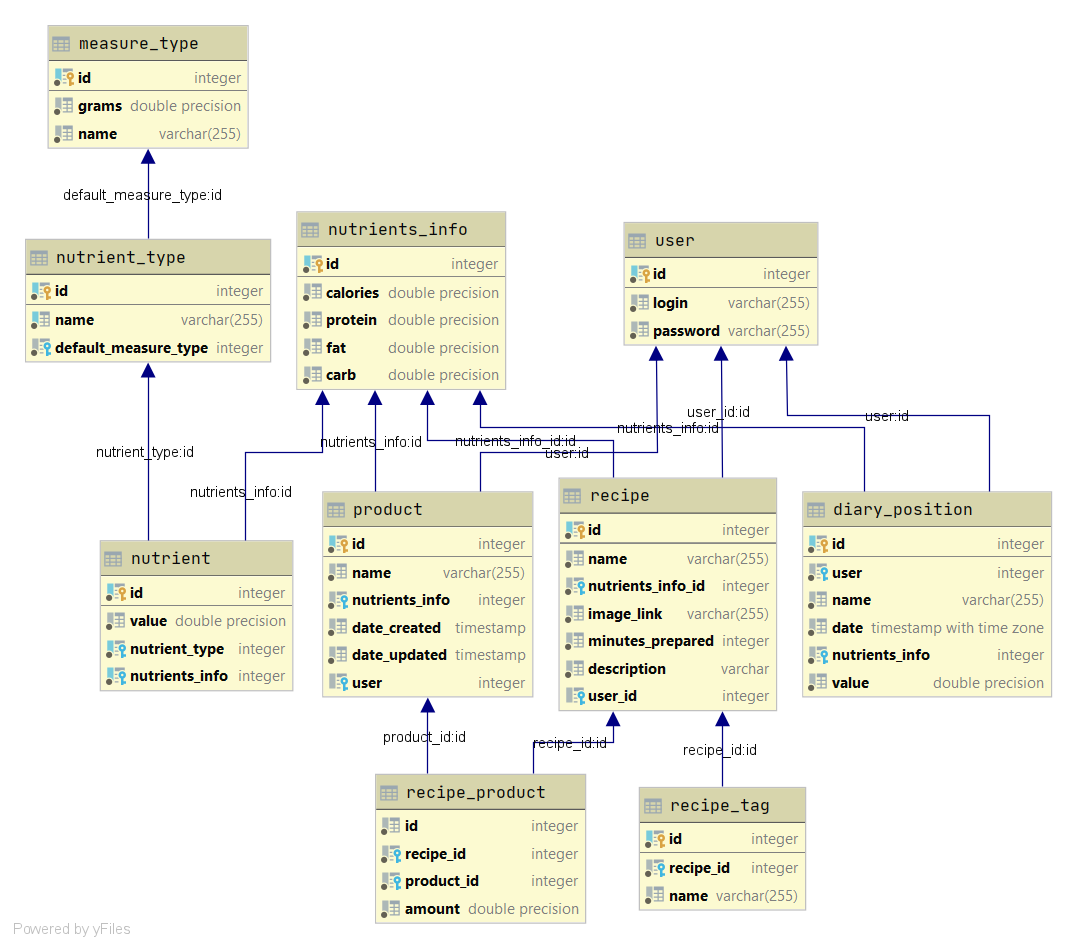 measure_type
id integer
grams double precision
name varchar(255)
default_measure_type:id
nutrient_type
id integer
name varchar(255)
default_measure_type integer
nutrients_info
id integer
calories double precision
protein double precision
fat double precision
carb double precision
user
id integer
login varchar(255)
password varchar(255)
nutrient_type:id
nutrients_info:id
nutrients_info:id
nutrients_info_id:id
user:id
nutrients_info:id
user_id:id
user:id
nutrient
id integer
value double precision
nutrient_type integer
nutrients_info integer
product
id integer
name varchar(255)
nutrients_info integer
date_created timestamp
date_updated timestamp
user integer
recipe
id integer
name varchar(255)
nutrients_info_id integer
image_link varchar(255)
minutes_prepared integer
description varchar
user_id integer
diary_position
id integer
user integer
name varchar(255)
date timestamp with time zone
nutrients_info integer
value double precision
product_id:id
recipe_id:id
recipe_id:id
recipe_product
id integer
recipe_id integer
product_id integer
amount double precision
recipe_tag
id integer
recipe_id integer
name varchar(255)
Powered by yFiles